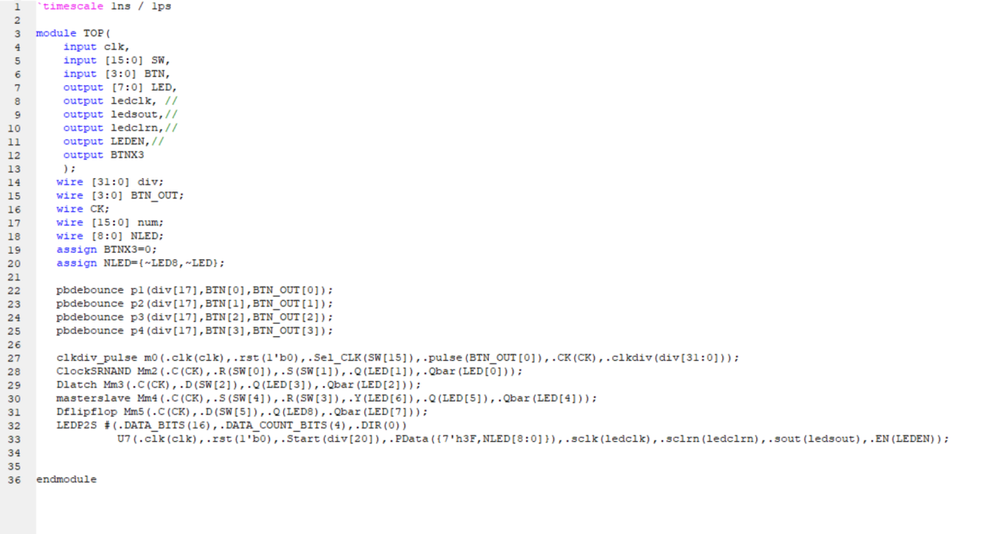 1 `timescale 1ns / 1ps
2
3 module TOP(
4 input clk,
5 input [15:0] SW,
6 input [3:0] BTN,
7 output [7:0] LED,
8 output ledclk, //
9 output ledsout,//
10 output ledclrn,//
11 output LEDEN,//
12 output BTNX3
13 );
14 wire [31:0] div;
15 wire [3:0] BTN_OUT;
16 wire CK;
17 wire [15:0] num;
18 wire [8:0] NLED;
19 assign BTNX3=0;
20 assign NLED={~LED8,~LED};
21
22 pbdebounce p1(div[17],BTN[0],BTN_OUT[0]);
23 pbdebounce p2(div[17],BTN[1],BTN_OUT[1]);
24 pbdebounce p3(div[17],BTN[2],BTN_OUT[2]);
25 pbdebounce p4(div[17],BTN[3],BTN_OUT[3]);
26
27 clkdiv_pulse m0(.clk(clk),.rst(1'b0),.Sel_CLK(SW[15]),.pulse(BTN_OUT[0]),.CK(CK),.clkdiv(div[31:0]));
28 ClockSRNAND Mm2(.C(CK),.R(SW[0]),.S(SW[1]),.Q(LED[1]),.Qbar(LED[0]));
29 Dlatch Mm3(.C(CK),.D(SW[2]),.Q(LED[3]),.Qbar(LED[2]));
30 masterslave Mm4(.C(CK),.S(SW[4]),.R(SW[3]),.Y(LED[6]),.Q(LED[5]),.Qbar(LED[4]));
31 Dflipflop Mm5(.C(CK),.D(SW[5]),.Q(LED8),.Qbar(LED[7]));
32 LEDP2S #(.DATA_BITS(16),.DATA_COUNT_BITS(4),.DIR(0))
33 U7(.clk(clk),.rst(1'b0),.Start(div[20]),.PData({7'h3F,NLED[8:0]}),.sclk(ledclk),.sclrn(ledclrn),.sout(ledsout),.EN(LEDEN));
34
35
36 endmodule